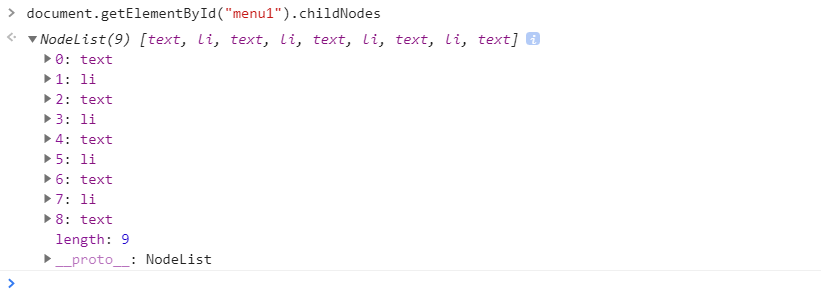 > document.getElementById("menu1").childNodes
NodeList(9) [text, li, text, li, text, li, text, li, text] i
0: text
1: li
2: text
3: li
4: text
5: li
6: text
7: li
8: text
length: 9
__proto__: NodeList
>